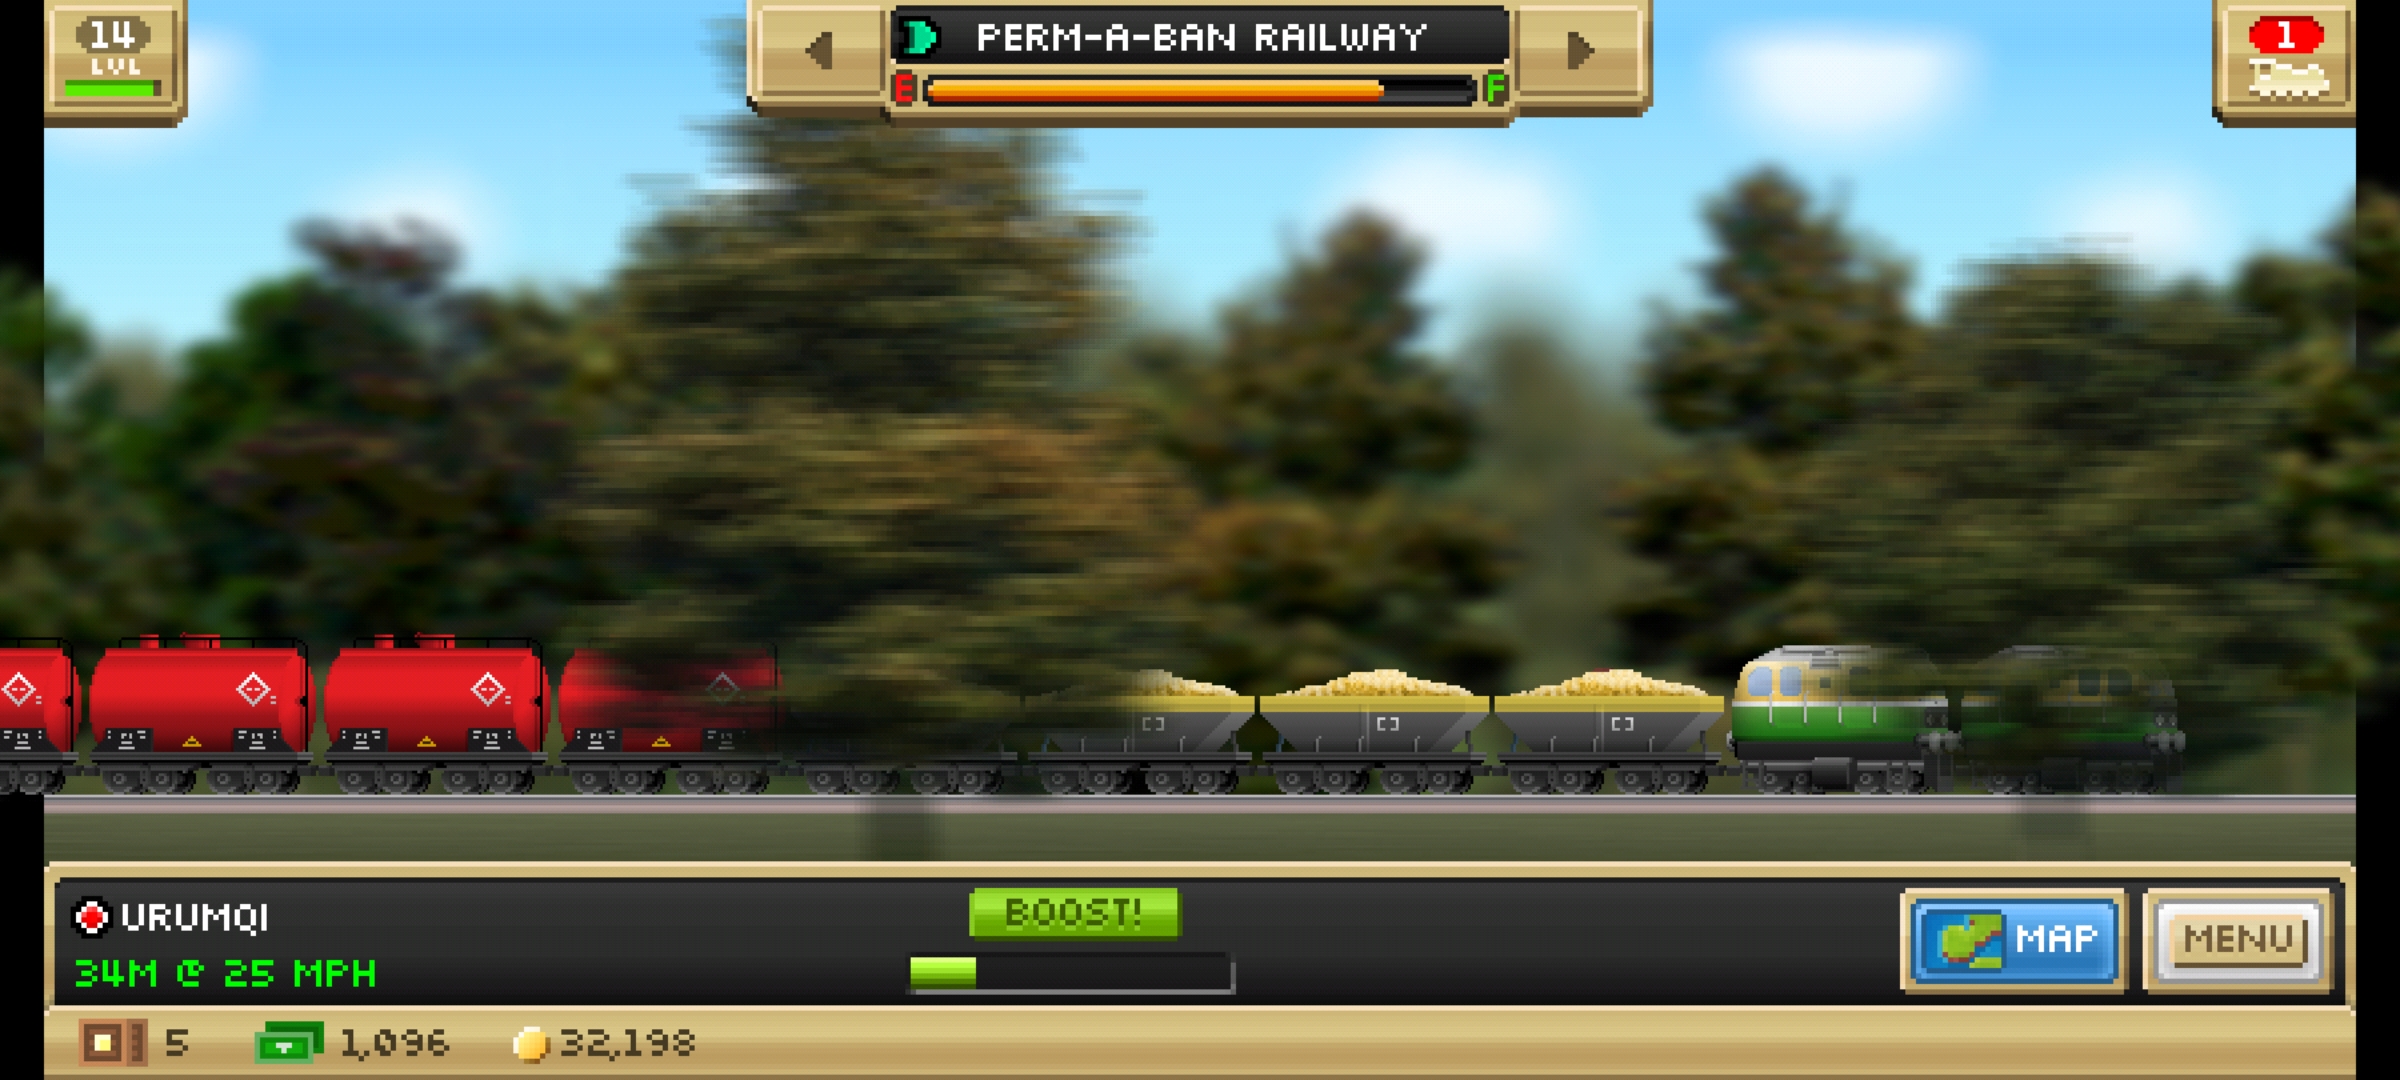 14
LVL
PERM-A-BAN RAILWAY
E F
1
URUMQI
34M @ 25 MPH
BOOST!
MAP
MENU
5 1,096 32,198